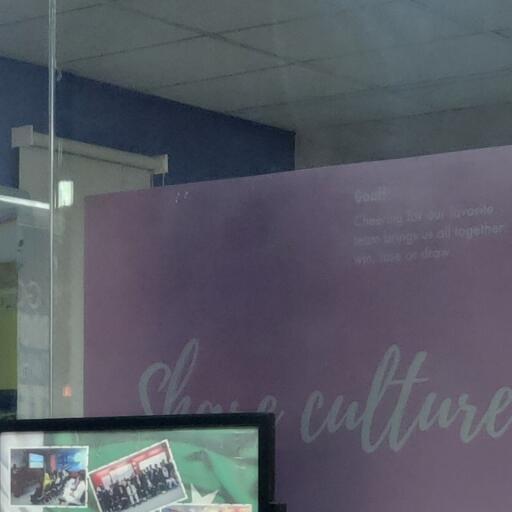 Goal!!
Cheering for our favorite
team brings us all together,
win, lose or draw
Share culture